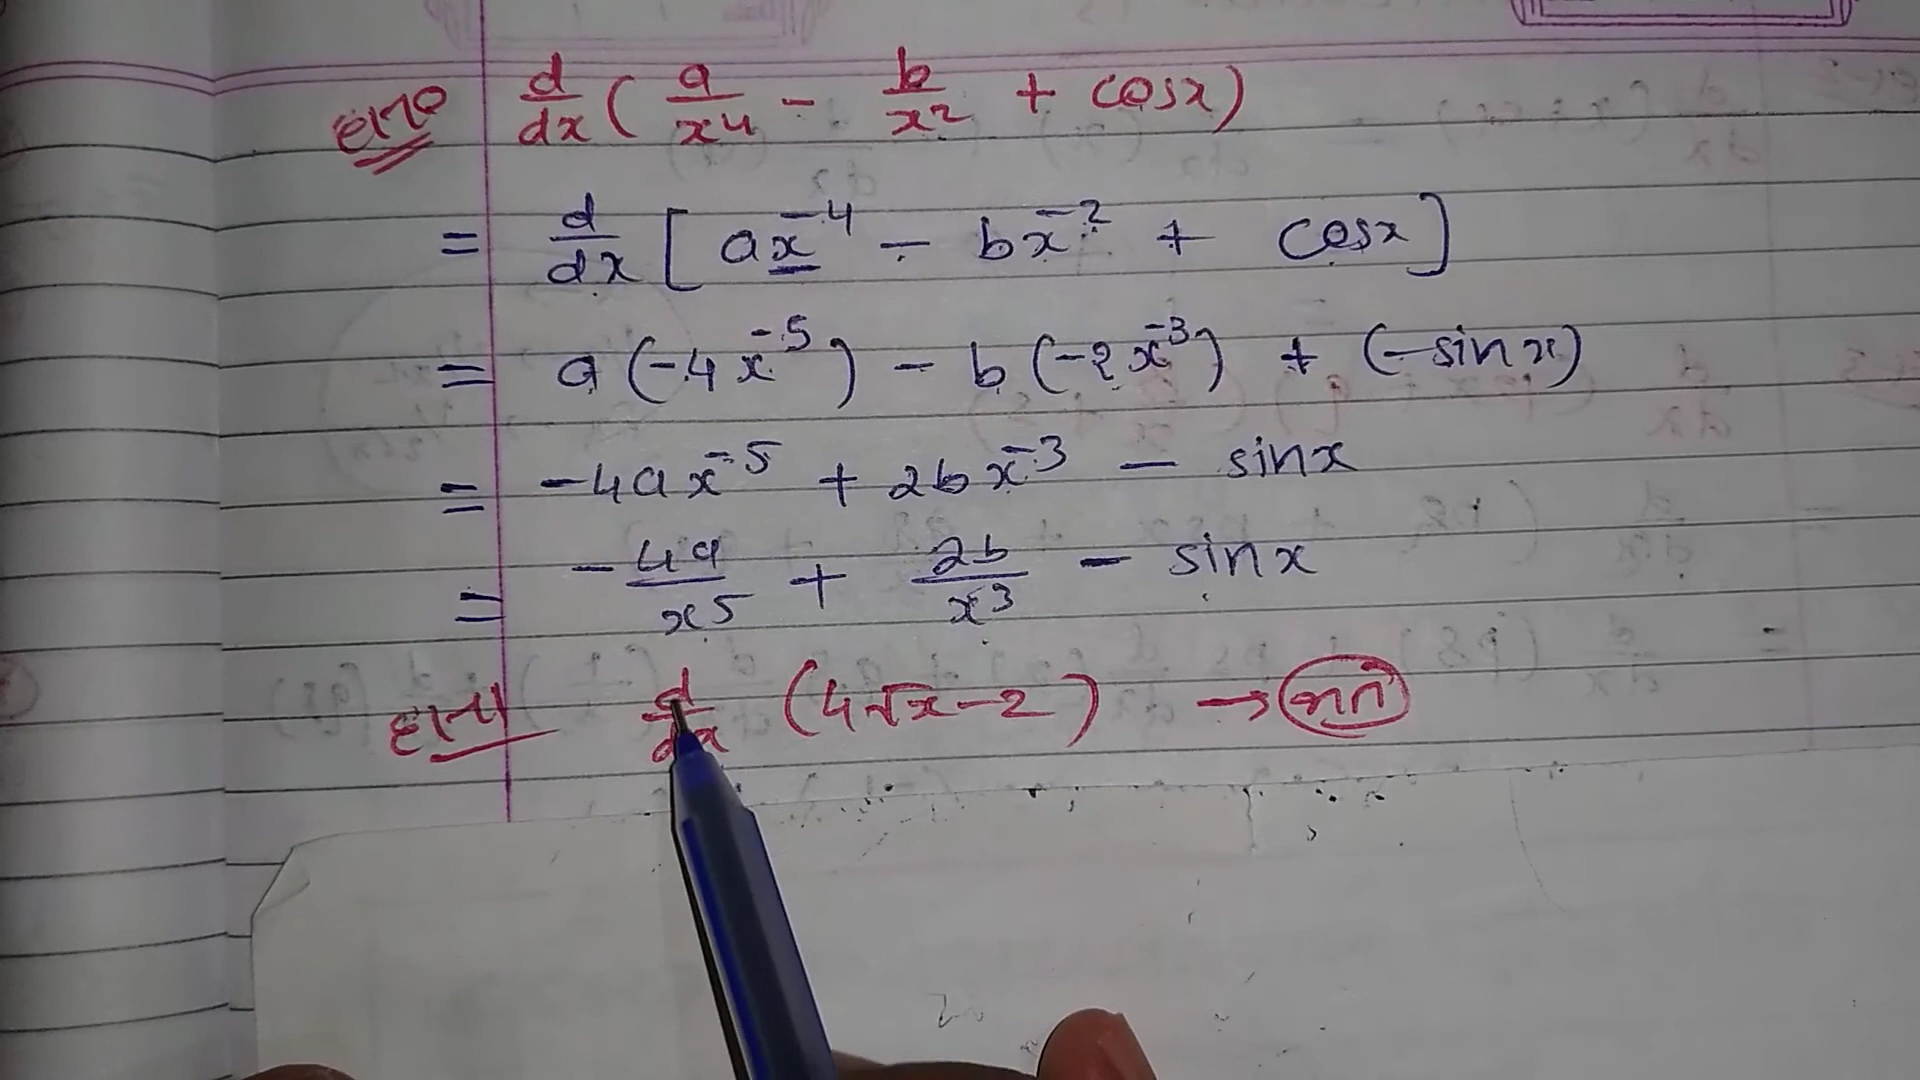 d/dx ( a/x⁴ - b/x² + cosx )
= d/dx [ ax⁻⁴ - bx⁻² + cosx ]
= a(-4x⁻⁵) - b(-2x⁻³) + (-sinx)
= -4ax⁻⁵ + 2bx⁻³ - sinx
= -4a/x⁵ + 2b/x³ - sinx
d/dx (4√x-2) →